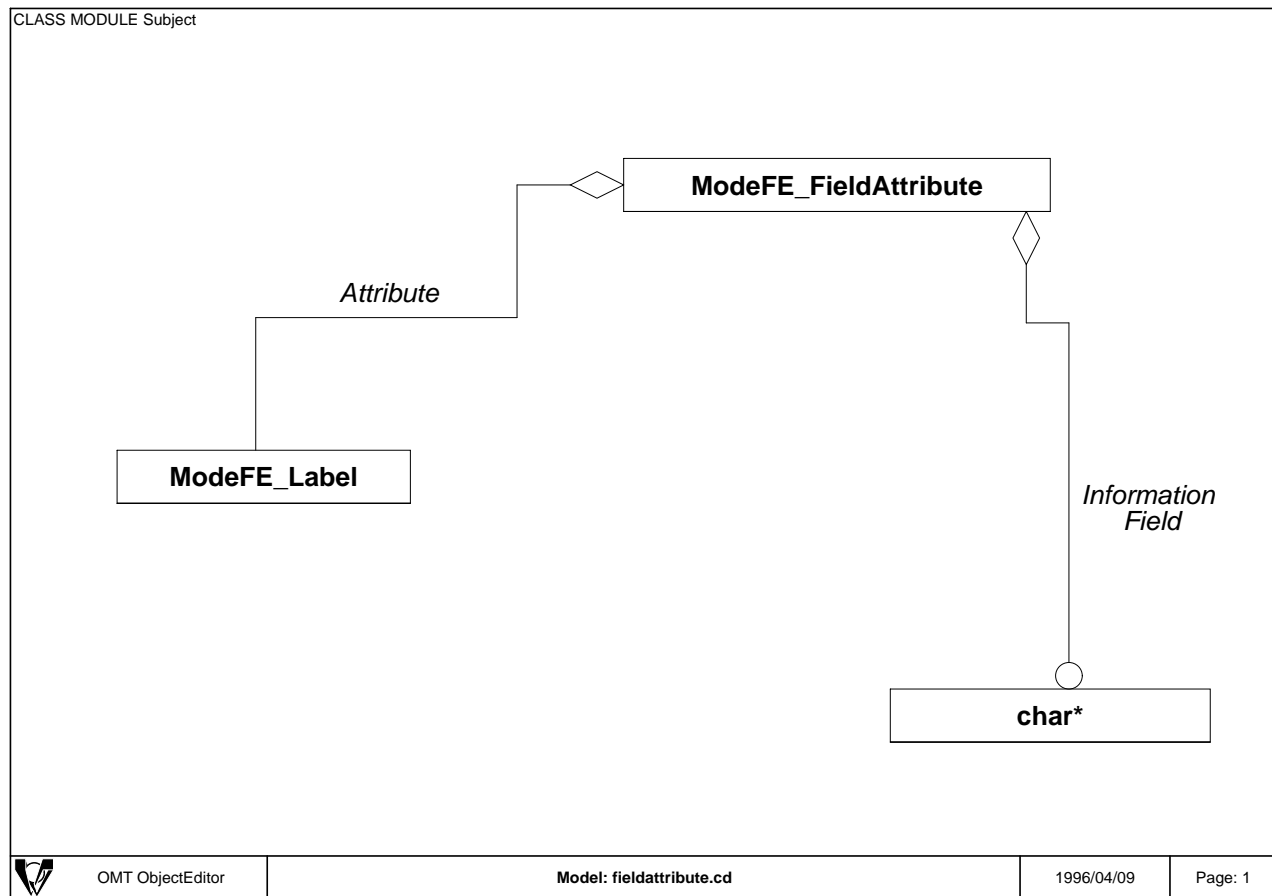 CLASS MODULE Subject
ModeFE_FieldAttribute
Attribute
ModeFE_Label
Information
Field
char*
OMT ObjectEditor
Model: fieldattribute.cd
1996/04/09
Page: 1